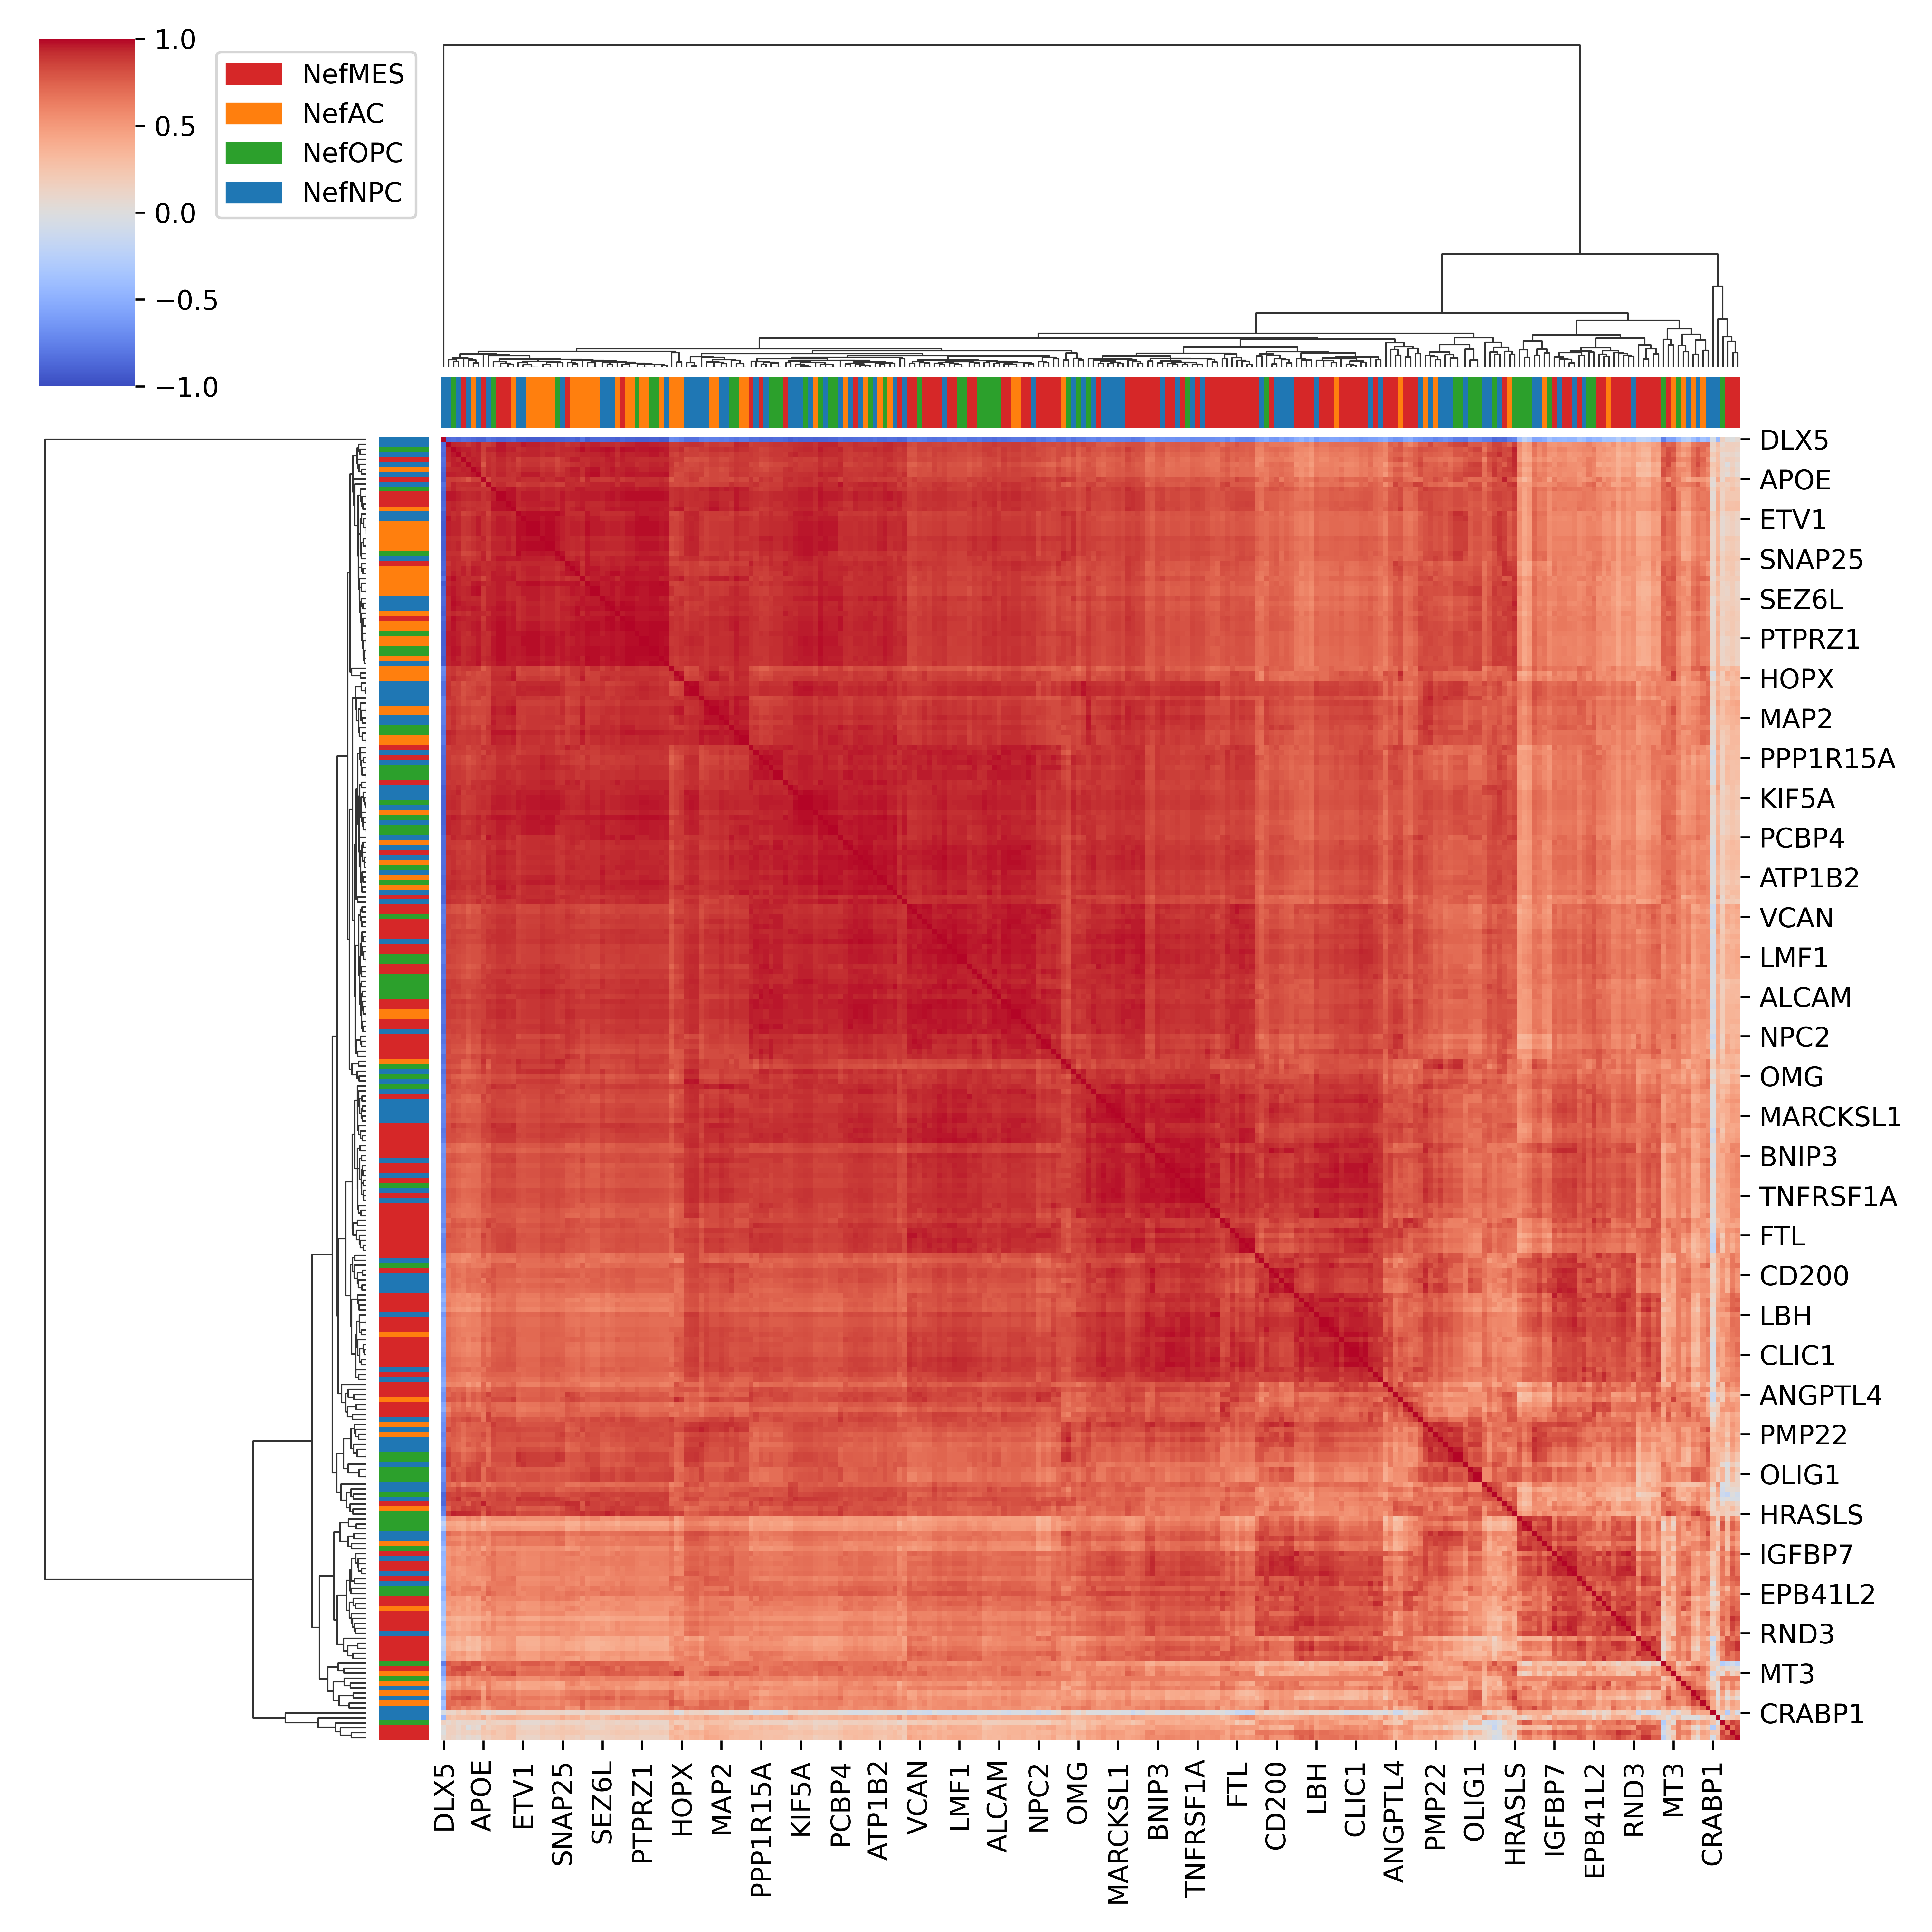 1.0
0.5
0.0
−0.5
−1.0
NefMES
NefAC
NefOPC
NefNPC
DLX5
APOE
ETV1
SNAP25
SEZ6L
PTPRZ1
HOPX
MAP2
PPP1R15A
KIF5A
PCBP4
ATP1B2
VCAN
LMF1
ALCAM
NPC2
OMG
MARCKSL1
BNIP3
TNFRSF1A
FTL
CD200
LBH
CLIC1
ANGPTL4
PMP22
OLIG1
HRASLS
IGFBP7
EPB41L2
RND3
MT3
CRABP1
DLX5
APOE
ETV1
SNAP25
SEZ6L
PTPRZ1
HOPX
MAP2
PPP1R15A
KIF5A
PCBP4
ATP1B2
VCAN
LMF1
ALCAM
NPC2
OMG
MARCKSL1
BNIP3
TNFRSF1A
FTL
CD200
LBH
CLIC1
ANGPTL4
PMP22
OLIG1
HRASLS
IGFBP7
EPB41L2
RND3
MT3
CRABP1